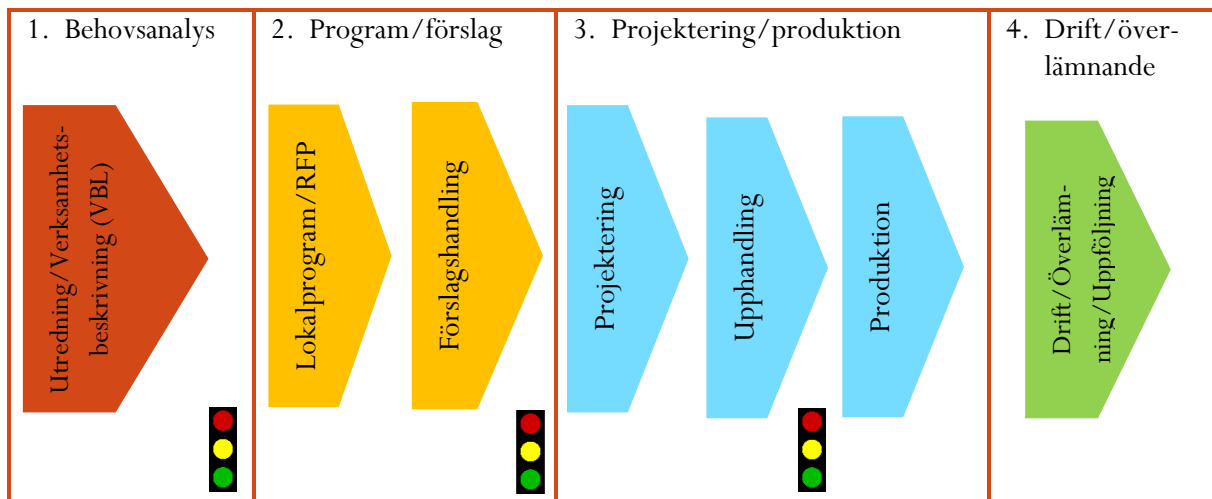 1. Behovsanalys
2. Program/förslag
3. Projektering/produktion
4. Drift/över-
lämnande
Utredning/Verksamhets-
beskrivning (VBL)
Lokalprogram/RFP
Förslagshandling
Projektering
Upphandling
Produktion
Drift/Överläm-
ning/Uppföljning